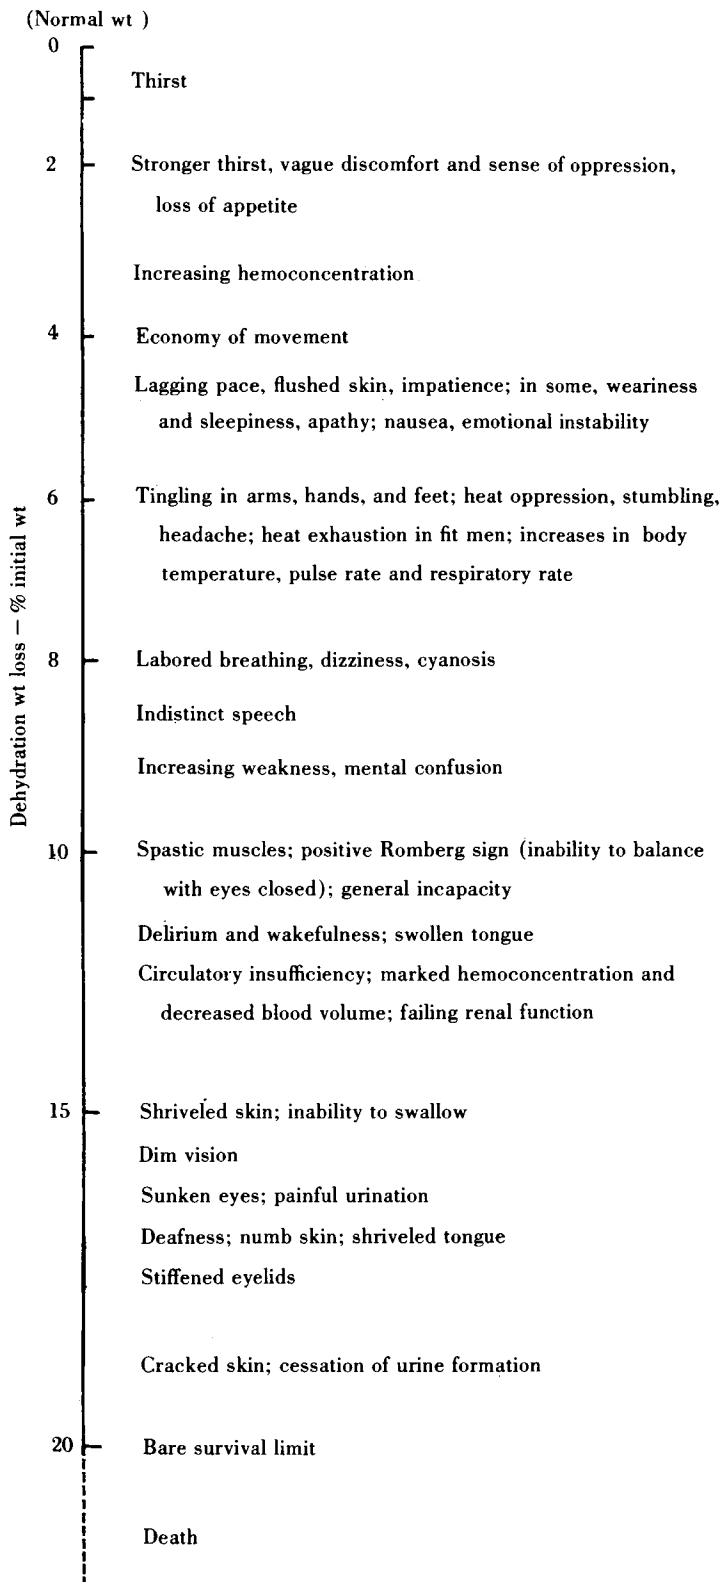 (Normal wt )
0
Thirst
2
Stronger thirst, vague discomfort and sense of oppression,
loss of appetite
Increasing hemoconcentration
4
Economy of movement
Lagging pace, flushed skin, impatience; in some, weariness
and sleepiness, apathy; nausea, emotional instability
6
Tingling in arms, hands, and feet; heat oppression, stumbling,
headache; heat exhaustion in fit men; increases in body
temperature, pulse rate and respiratory rate
Dehydration wt loss – % initial wt
8
Labored breathing, dizziness, cyanosis
Indistinct speech
Increasing weakness, mental confusion
10
Spastic muscles; positive Romberg sign (inability to balance
with eyes closed); general incapacity
Delirium and wakefulness; swollen tongue
Circulatory insufficiency; marked hemoconcentration and
decreased blood volume; failing renal function
15
Shriveled skin; inability to swallow
Dim vision
Sunken eyes; painful urination
Deafness; numb skin; shriveled tongue
Stiffened eyelids
Cracked skin; cessation of urine formation
20
Bare survival limit
Death